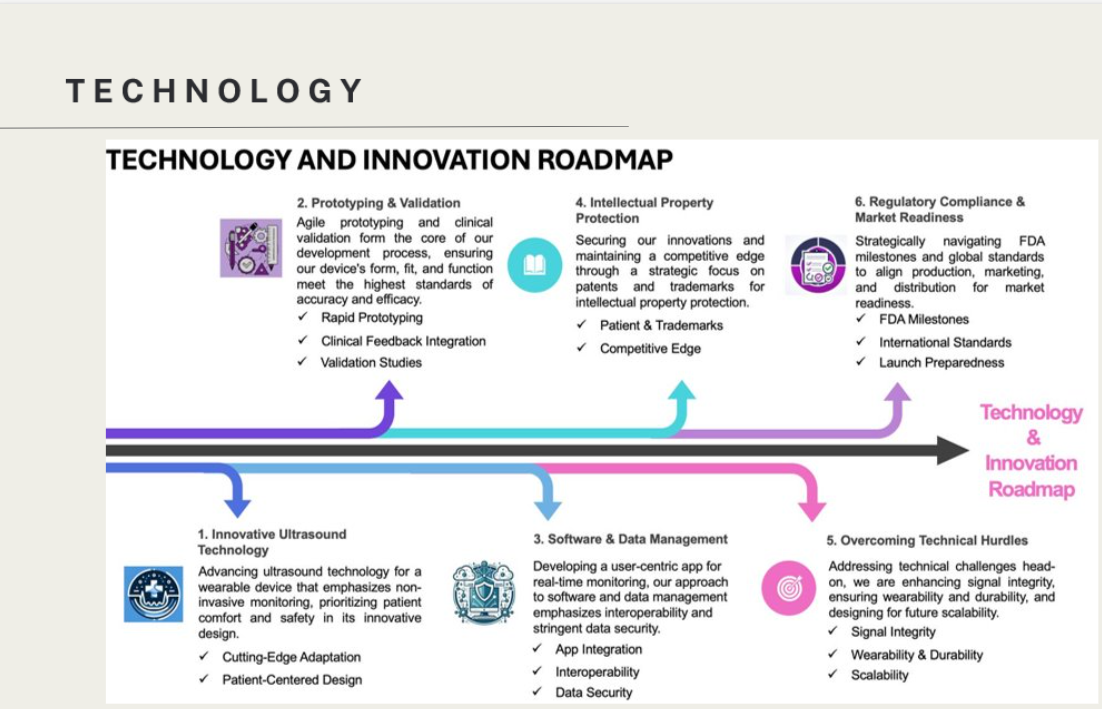 TECHNOLOGY
TECHNOLOGY AND INNOVATION ROADMAP
2. Prototyping & Validation
Agile prototyping and clinical
validation form the core of our
development process, ensuring
our device's form, fit, and function
meet the highest standards of
accuracy and efficacy.
✓ Rapid Prototyping
✓ Clinical Feedback Integration
✓ Validation Studies
4. Intellectual Property
Protection
Securing our innovations and
maintaining a competitive edge
through a strategic focus on
patents and trademarks for
intellectual property protection.
✓ Patient & Trademarks
✓ Competitive Edge
6. Regulatory Compliance &
Market Readiness
Strategically navigating FDA
milestones and global standards
to align production, marketing,
and distribution for market
readiness.
✓ FDA Milestones
✓ International Standards
✓ Launch Preparedness
Technology
&
Innovation
Roadmap
1. Innovative Ultrasound
Technology
Advancing ultrasound technology for a
wearable device that emphasizes non-
invasive monitoring, prioritizing patient
comfort and safety in its innovative
design.
✓ Cutting-Edge Adaptation
✓ Patient-Centered Design
3. Software & Data Management
Developing a user-centric app for
real-time monitoring, our approach
to software and data management
emphasizes interoperability and
stringent data security.
✓ App Integration
✓ Interoperability
✓ Data Security
5. Overcoming Technical Hurdles
Addressing technical challenges head-
on, we are enhancing signal integrity,
ensuring wearability and durability, and
designing for future scalability.
✓ Signal Integrity
✓ Wearability & Durability
✓ Scalability